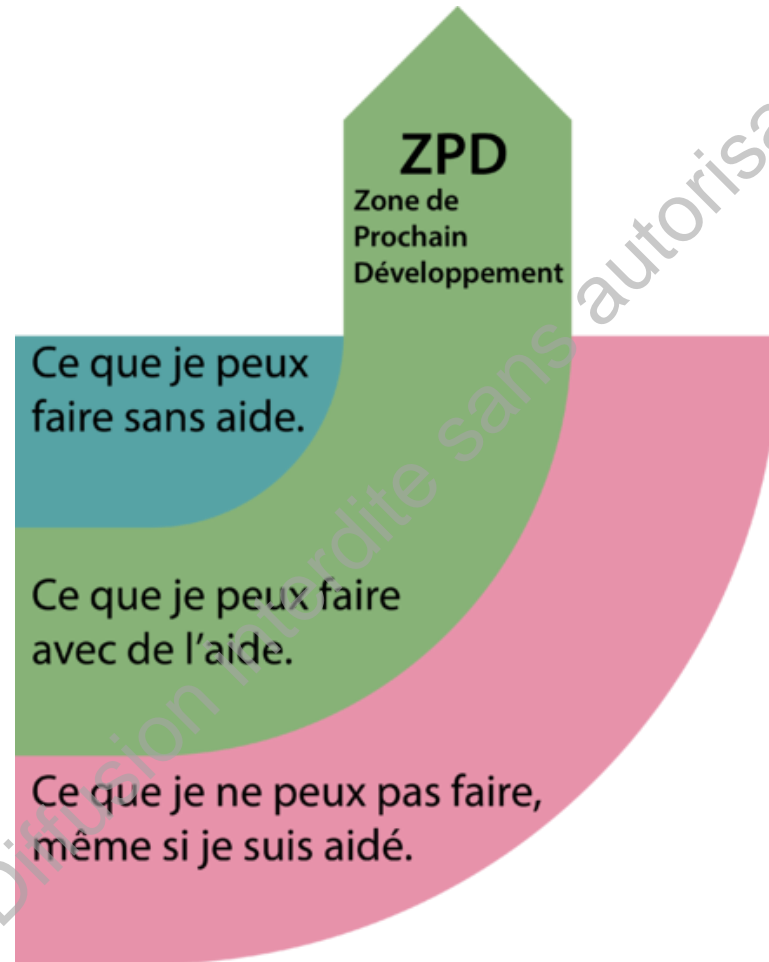 ZPD
Zone de
Prochain
Développement
Ce que je peux
faire sans aide.
Ce que je peux faire
avec de l'aide.
Ce que je ne peux pas faire,
même si je suis aidé.
Diffusion interdite sans